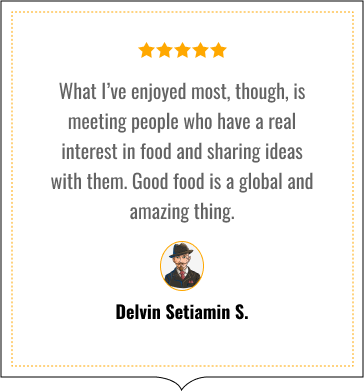 What I’ve enjoyed most, though, is
meeting people who have a real
interest in food and sharing ideas
with them. Good food is a global and
amazing thing.
Delvin Setiamin S.